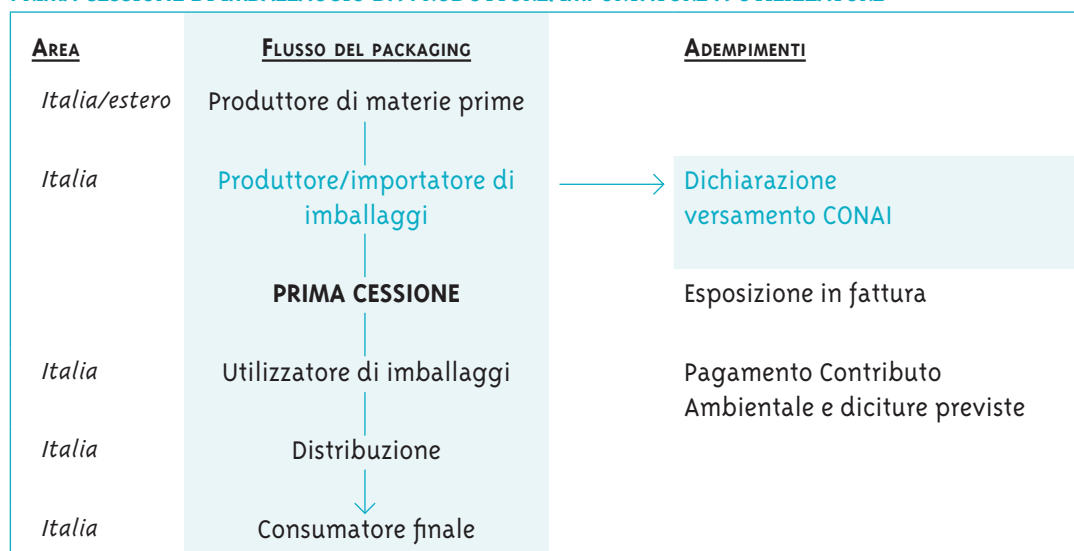 AREA FLUSSO DEL PACKAGING ADEMPIMENTI
Italia/estero Produttore di materie prime
Italia Produttore/importatore di Dichiarazione
imballaggi versamento CONAI
PRIMA CESSIONE Esposizione in fattura
Italia Utilizzatore di imballaggi Pagamento Contributo
Ambientale e diciture previste
Italia Distribuzione
Italia Consumatore finale